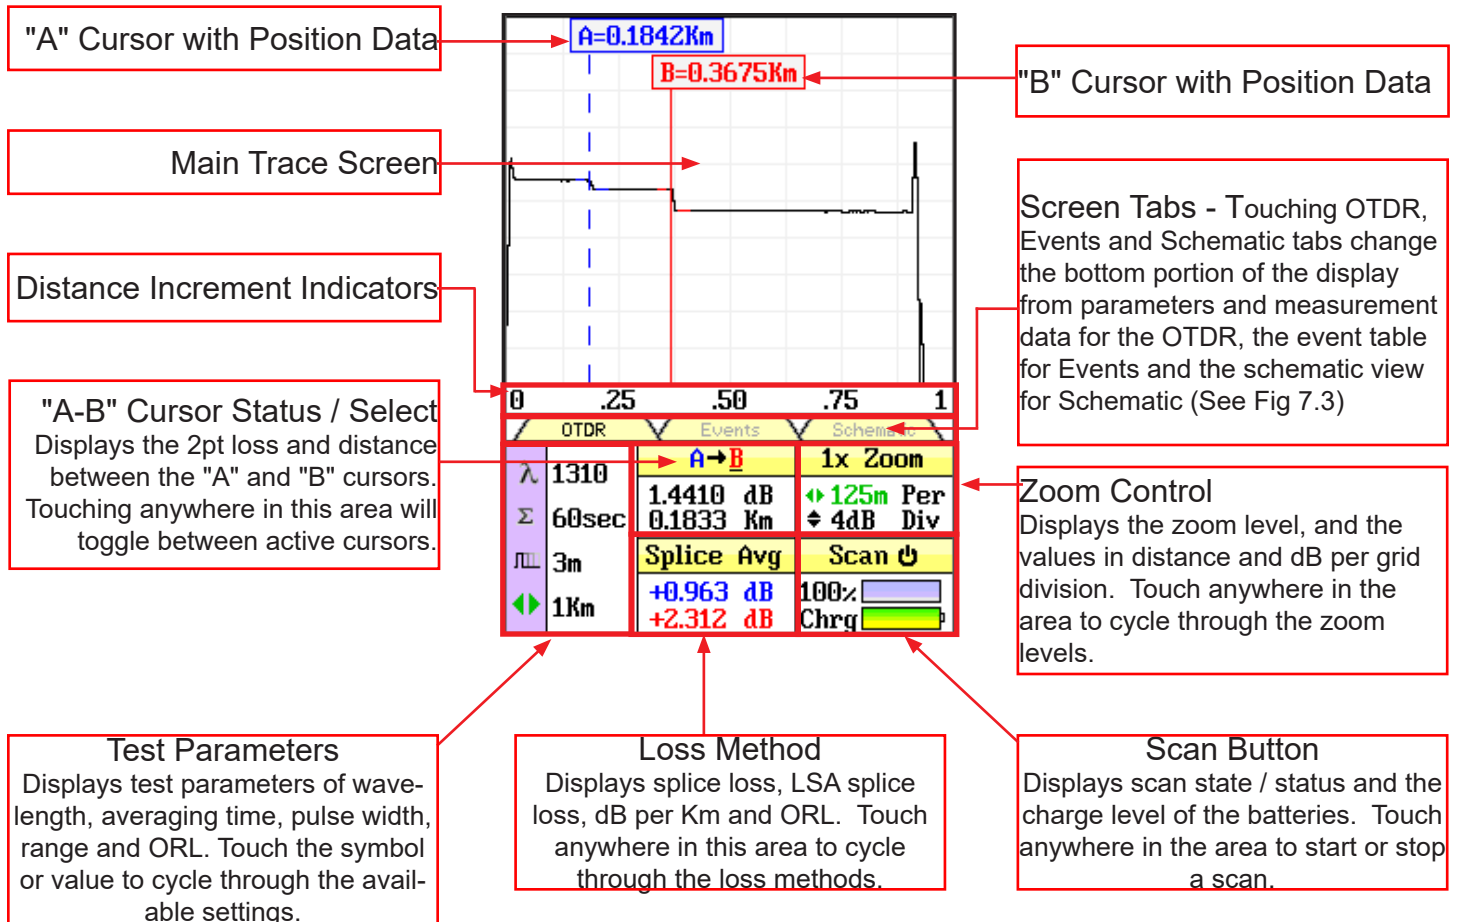 "A" Cursor with Position Data
A=0.1842Km
B=0.3675Km
"B" Cursor with Position Data
Main Trace Screen
Screen Tabs - Touching OTDR,
Events and Schematic tabs change
the bottom portion of the display
from parameters and measurement
data for the OTDR, the event table
for Events and the schematic view
for Schematic (See Fig 7.3)
Distance Increment Indicators
0 .25 .50 .75 1
OTDR Events Schematic
"A-B" Cursor Status / Select
Displays the 2pt loss and distance
between the "A" and "B" cursors.
Touching anywhere in this area will
toggle between active cursors.
λ 1310
Σ 60sec
3m
1Km
A→B
1.4410 dB
0.1833 Km
1x Zoom
125m Per
4dB Div
Splice Avg
+0.963 dB
+2.312 dB
Scan
100%
Chrg
Zoom Control
Displays the zoom level, and the
values in distance and dB per grid
division. Touch anywhere in the
area to cycle through the zoom
levels.
Test Parameters
Displays test parameters of wave-
length, averaging time, pulse width,
range and ORL. Touch the symbol
or value to cycle through the avail-
able settings.
Loss Method
Displays splice loss, LSA splice
loss, dB per Km and ORL. Touch
anywhere in this area to cycle
through the loss methods.
Scan Button
Displays scan state / status and the
charge level of the batteries. Touch
anywhere in the area to start or stop
a scan.